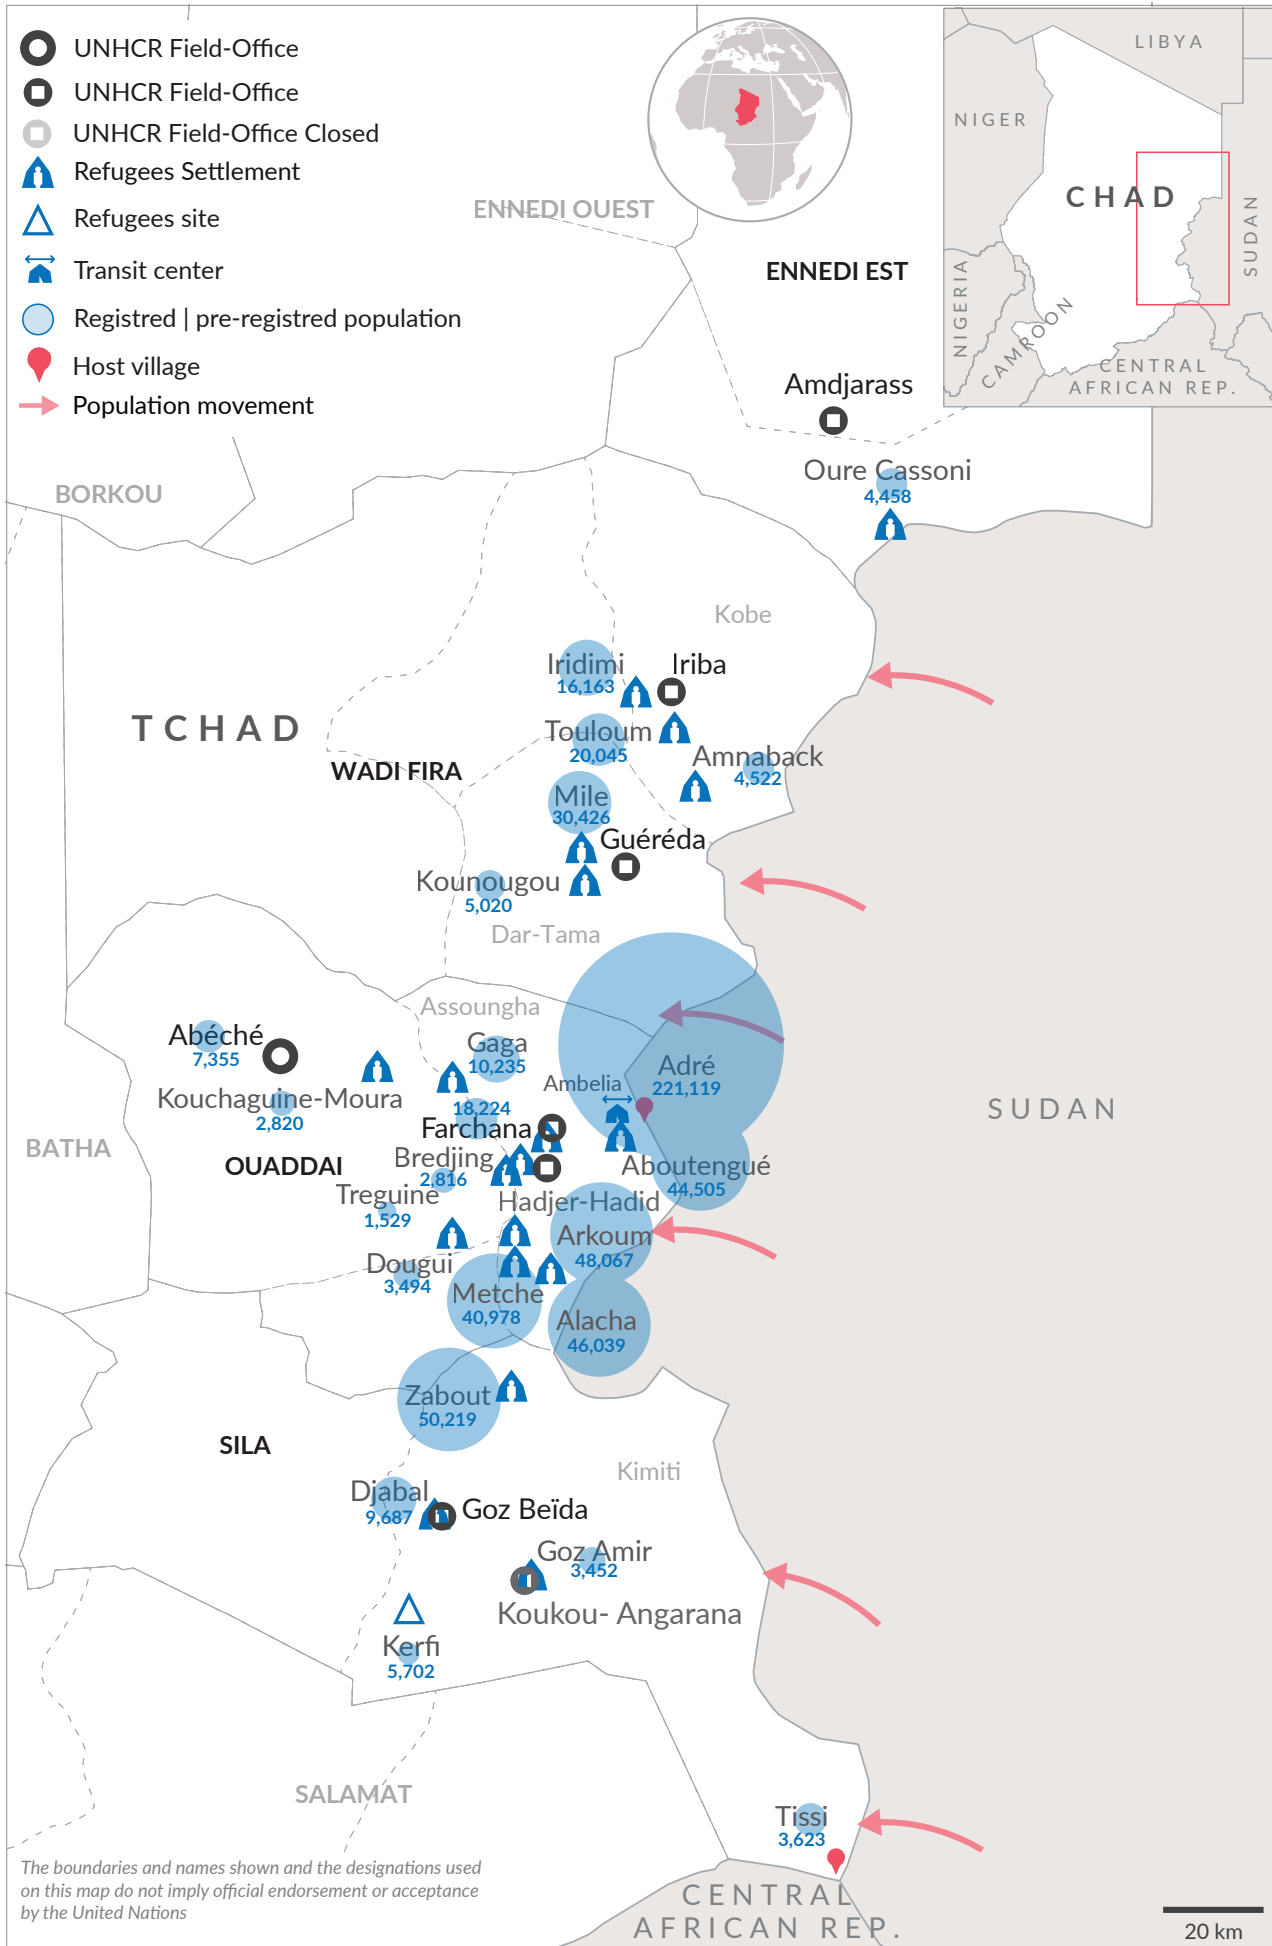 UNHCR Field-Office
UNHCR Field-Office
UNHCR Field-Office Closed
Refugees Settlement
Refugees site
Transit center
Registred | pre-registred population
Host village
Population movement
LIBYA
NIGER
CHAD
SUDAN
NIGERIA
CAMROON
CENTRAL
AFRICAN REP.
ENNEDI OUEST
ENNEDI EST
Amdjarass
Oure Cassoni
4,458
BORKOU
Kobe
Iridimi
16,163
Iriba
TCHAD
Touloum
20,045
WADI FIRA
Amnaback
4,522
Mile
30,426
Guéréda
Kounougou
5,020
Dar-Tama
Assoungha
Abéché
7,355
Gaga
10,235
Adré
221,119
Ambelia
Kouchaguine-Moura
2,820
18,224
Farchana
SUDAN
BATHA
OUADDAI
Bredjing
2,816
Aboutengué
44,505
Treguine
1,529
Hadjer-Hadid
Arkoum
48,067
Dougui
3,494
Metche
40,978
Alacha
46,039
Zabout
50,219
SILA
Kimiti
Djabal
9,687
Goz Beïda
Goz Amir
3,452
Koukou- Angarana
Kerfi
5,702
SALAMAT
Tissi
3,623
The boundaries and names shown and the designations used
on this map do not imply official endorsement or acceptance
by the United Nations
CENTRAL
AFRICAN REP.
20 km